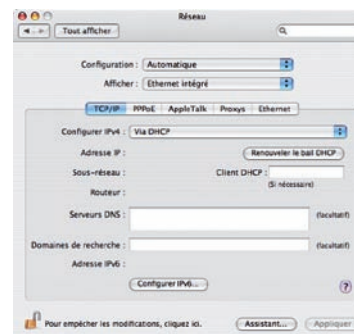 Réseau
Tout afficher
Configuration : Automatique
Afficher : Ethernet intégré
TCP/IP PPPoE AppleTalk Proxys Ethernet
Configurer IPv4 : Via DHCP
Adresse IP : Renouveler le bail DHCP
Sous-réseau : Client DHCP :
(Si nécessaire)
Routeur :
Serveurs DNS : (facultatif)
Domaines de recherche : (facultatif)
Adresse IPv6 :
Configurer IPv6... ?
Pour empêcher les modifications, cliquez ici. Assistant... Appliquer